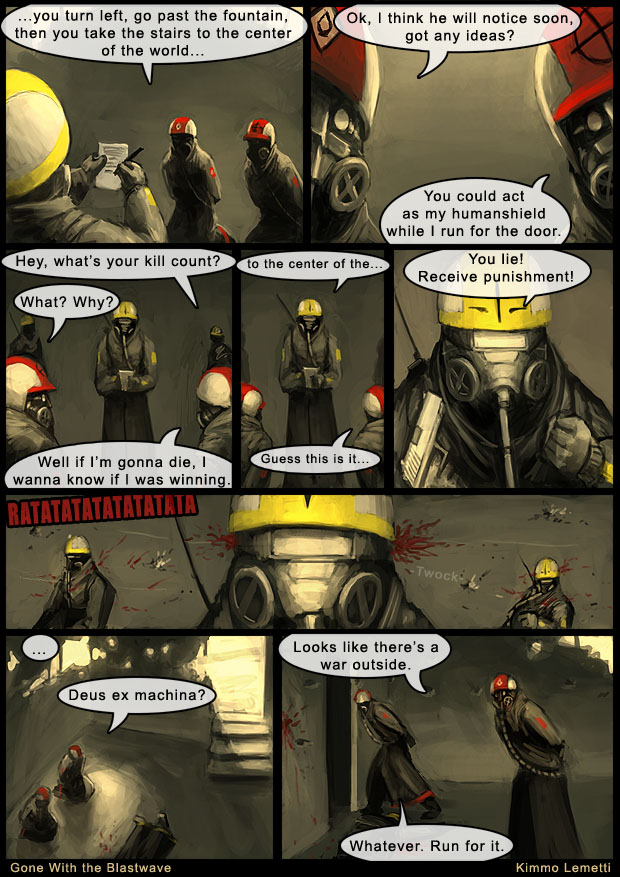 ...you turn left, go past the fountain,
then you take the stairs to the center
of the world...
Ok, I think he will notice soon,
got any ideas?
You could act
as my humanshield
while I run for the door.
Hey, what's your kill count?
What? Why?
Well if I'm gonna die, I
wanna know if I was winning.
to the center of the...
Guess this is it...
You lie!
Receive punishment!
RATATATATATATATA
Twock
...
Deus ex machina?
Looks like there's a
war outside.
Whatever. Run for it.
Gone With the Blastwave
Kimmo Lemetti